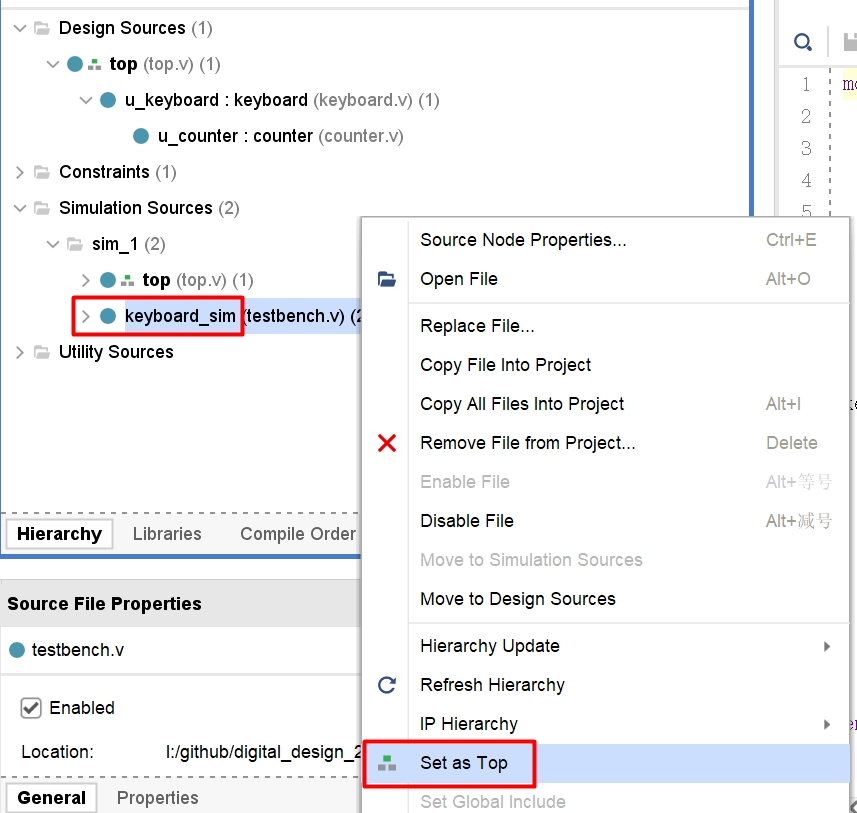 Design Sources (1)
top (top.v) (1)
u_keyboard : keyboard (keyboard.v) (1)
u_counter : counter (counter.v)
Constraints (1)
Simulation Sources (2)
sim_1 (2)
top (top.v) (1)
keyboard_sim (testbench.v) (2
Utility Sources
Hierarchy Libraries Compile Order
Source File Properties
testbench.v
Enabled
Location: I:/github/digital_design_2
General Properties
Source Node Properties... Ctrl+E
Open File Alt+O
Replace File...
Copy File Into Project
Copy All Files Into Project Alt+I
Remove File from Project... Delete
Enable File Alt+等号
Disable File Alt+减号
Move to Simulation Sources
Move to Design Sources
Hierarchy Update
Refresh Hierarchy
IP Hierarchy
Set as Top
Set Global Include
1 mo
2
3
4
5